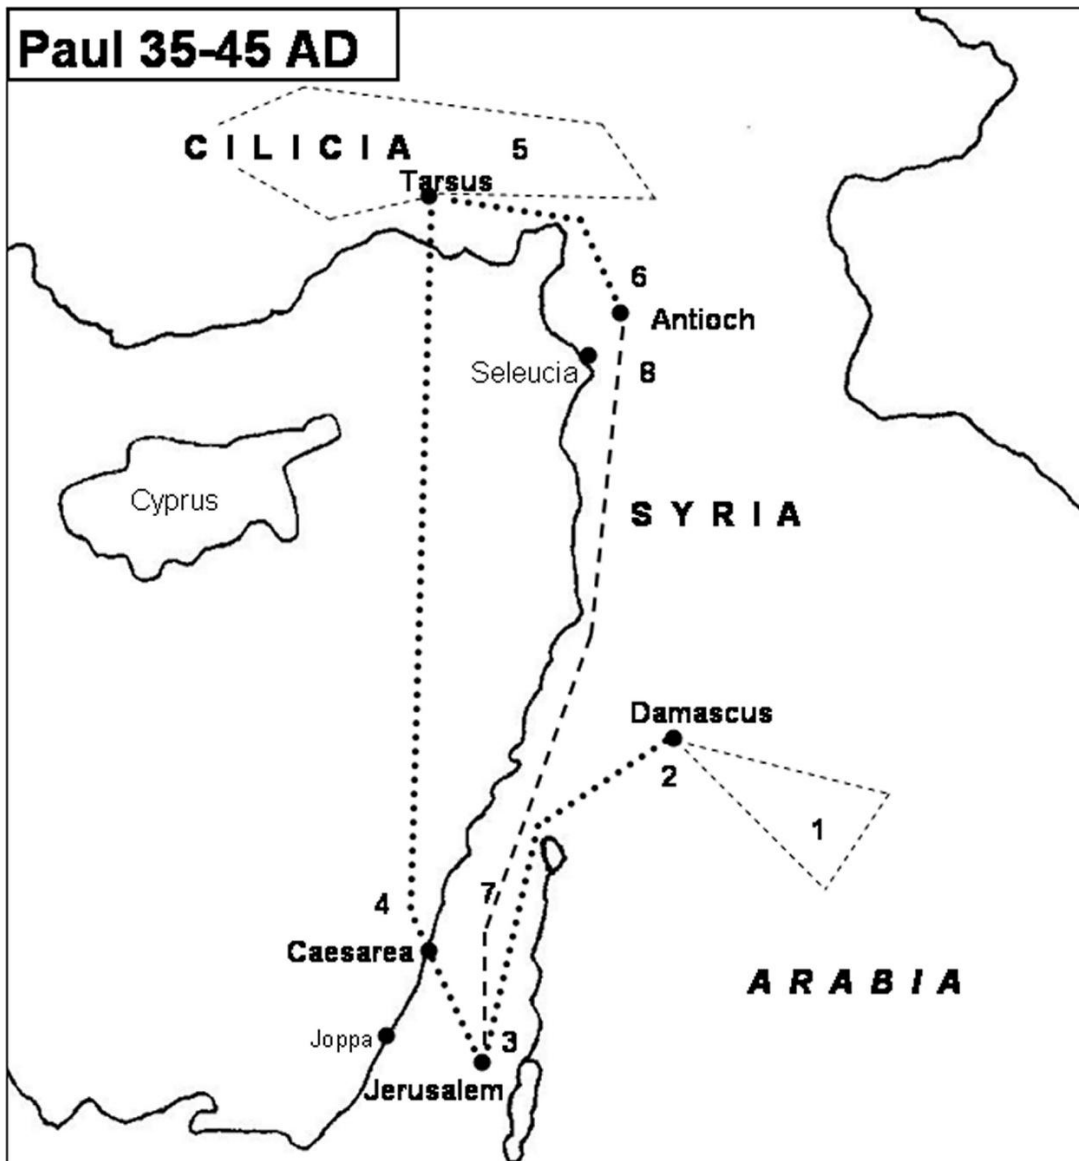 Paul 35-45 AD
CILICIA 5
Tarsus
6
Antioch
Seleucia 8
Cyprus
SYRIA
Damascus
2
1
7
4
Caesarea
ARABIA
Joppa 3
Jerusalem